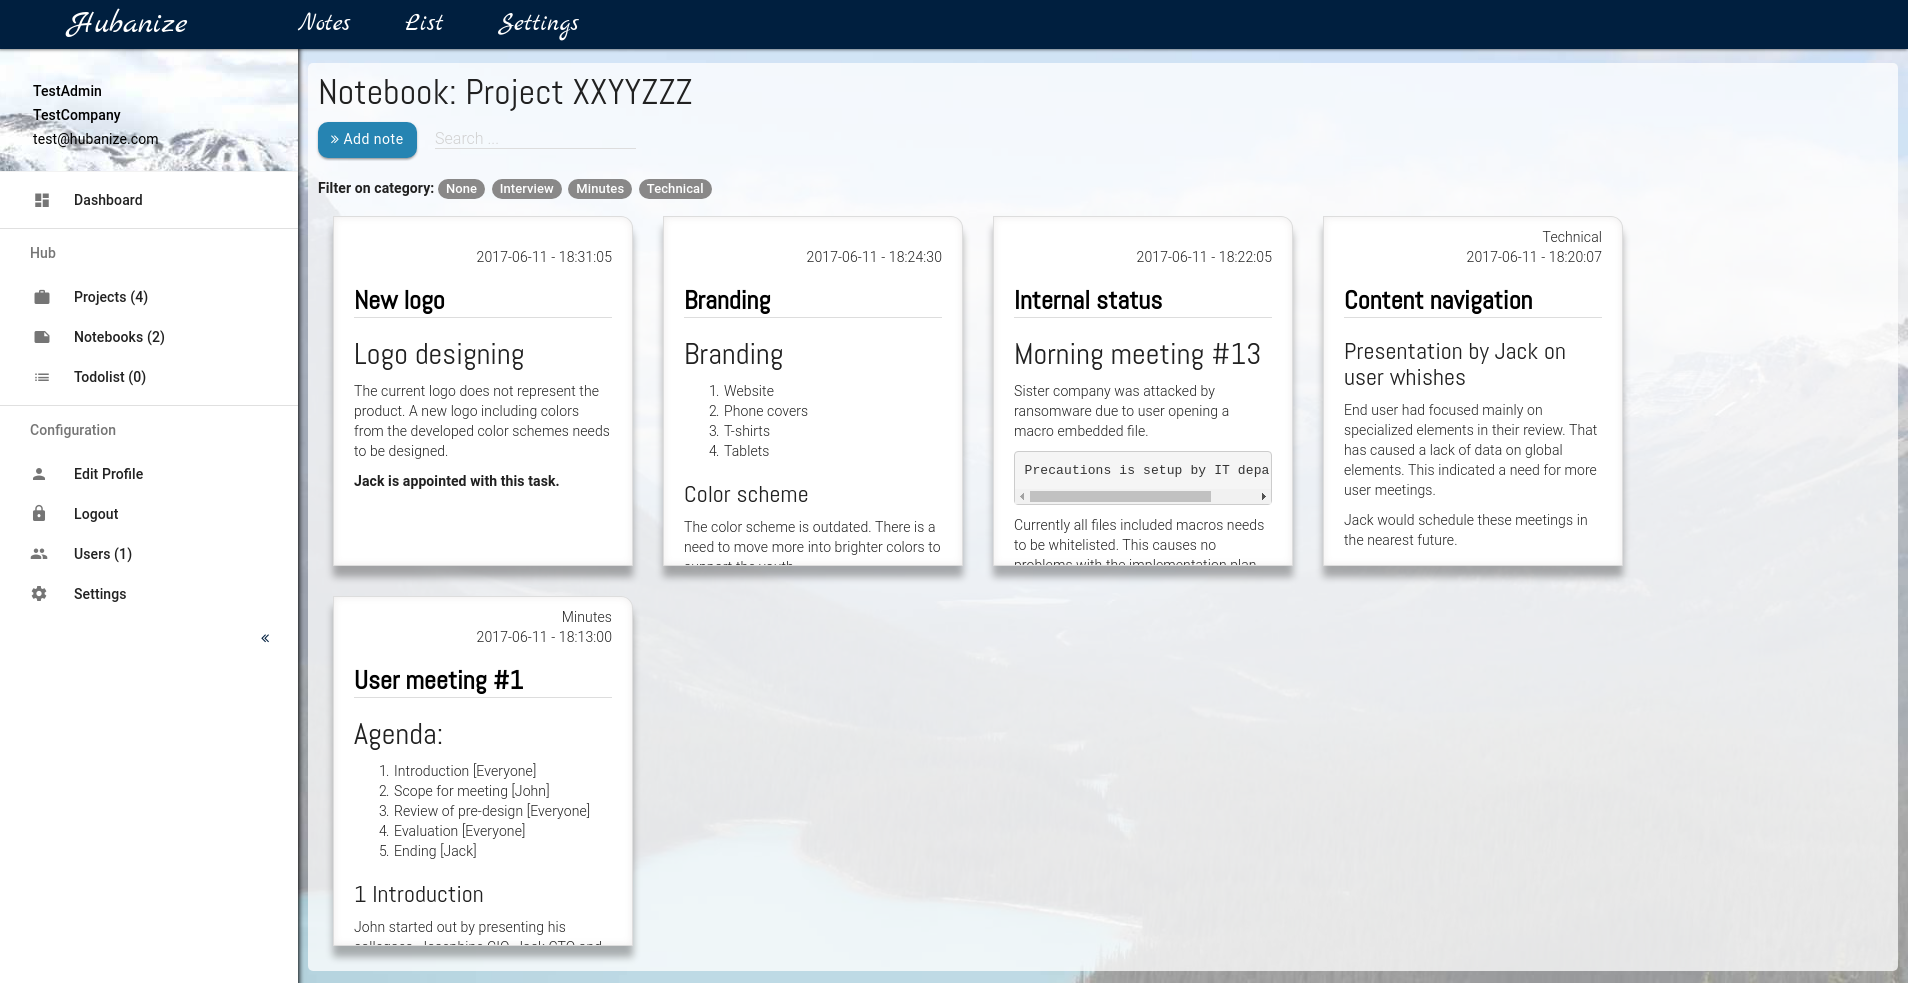 Hubanize
Notes
List
Settings
TestAdmin
TestCompany
test@hubanize.com
Dashboard
Hub
Projects (4)
Notebooks (2)
Todolist (0)
Configuration
Edit Profile
Logout
Users (1)
Settings
«
Notebook: Project XXYYZZZ
» Add note
Search ...
Filter on category: None Interview Minutes Technical
2017-06-11 - 18:31:05
New logo
Logo designing
The current logo does not represent the
product. A new logo including colors
from the developed color schemes needs
to be designed.
Jack is appointed with this task.
2017-06-11 - 18:24:30
Branding
Branding
1. Website
2. Phone covers
3. T-shirts
4. Tablets
Color scheme
The color scheme is outdated. There is a
need to move more into brighter colors to
support the youth.
2017-06-11 - 18:22:05
Internal status
Morning meeting #13
Sister company was attacked by
ransomware due to user opening a
macro embedded file.
Precautions is setup by IT depa
Currently all files included macros needs
to be whitelisted. This causes no
problems with the implementation plan
Technical
2017-06-11 - 18:20:07
Content navigation
Presentation by Jack on
user whishes
End user had focused mainly on
specialized elements in their review. That
has caused a lack of data on global
elements. This indicated a need for more
user meetings.
Jack would schedule these meetings in
the nearest future.
Minutes
2017-06-11 - 18:13:00
User meeting #1
Agenda:
1. Introduction [Everyone]
2. Scope for meeting [John]
3. Review of pre-design [Everyone]
4. Evaluation [Everyone]
5. Ending [Jack]
1 Introduction
John started out by presenting his